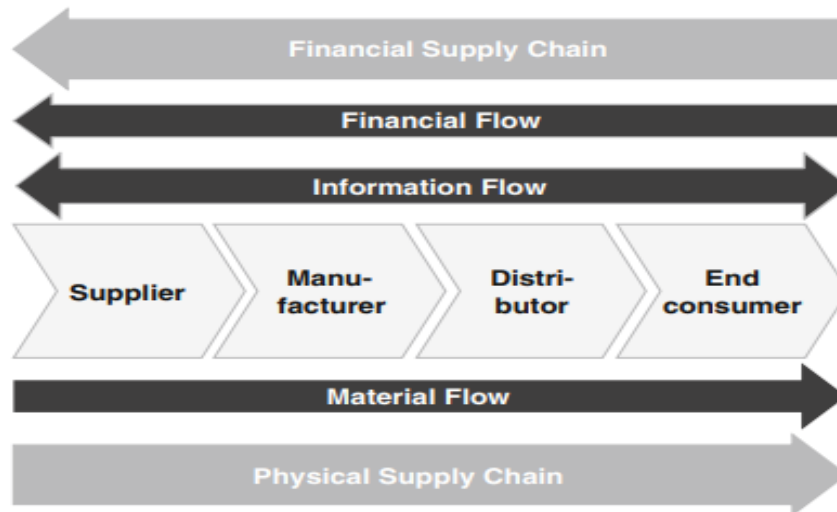 Financial Supply Chain
Financial Flow
Information Flow
Supplier
Manu-
facturer
Distri-
butor
End
consumer
Material Flow
Physical Supply Chain